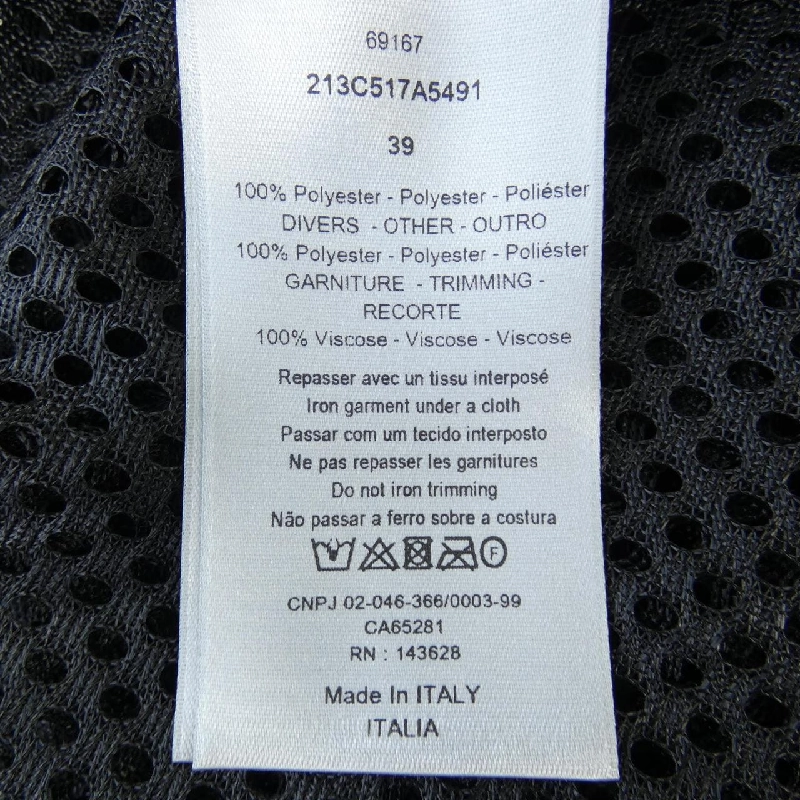 69167
213C517A5491
39
100% Polyester - Polyester - Poliéster
DIVERS - OTHER - OUTRO
100% Polyester - Polyester - Poliéster
GARNITURE - TRIMMING -
RECORTE
100% Viscose - Viscose - Viscose
Repasser avec un tissu interposé
Iron garment under a cloth
Passar com um tecido interposto
Ne pas repasser les garnitures
Do not iron trimming
Não passar a ferro sobre a costura
F
CNPJ 02-046-366/0003-99
CA65281
RN : 143628
Made In ITALY
ITALIA